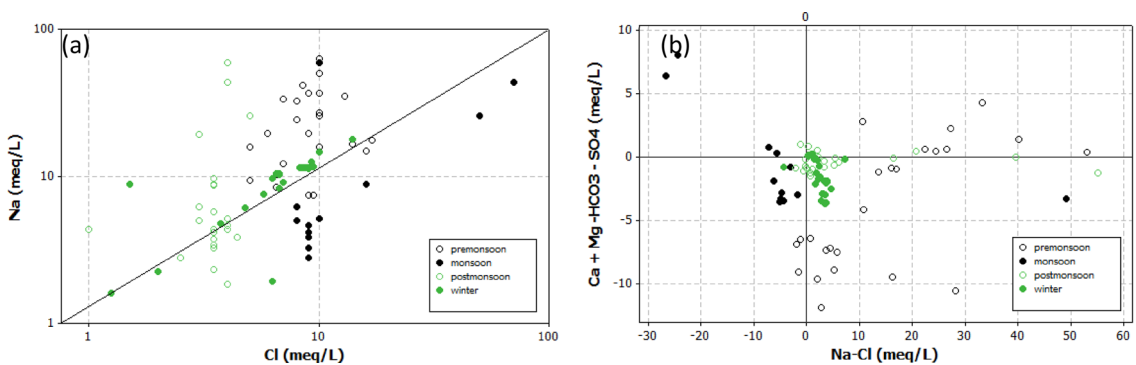 (a)
100
10
1
Na (meq/L)
1
10
100
Cl (meq/L)
premonsoon
monsoon
postmonsoon
winter
(b)
0
10
5
0
-5
-10
Ca + Mg -HCO3 - SO4 (meq/L)
-30
-20
-10
0
10
20
30
40
50
60
Na-Cl (meq/L)
premonsoon
monsoon
postmonsoon
winter